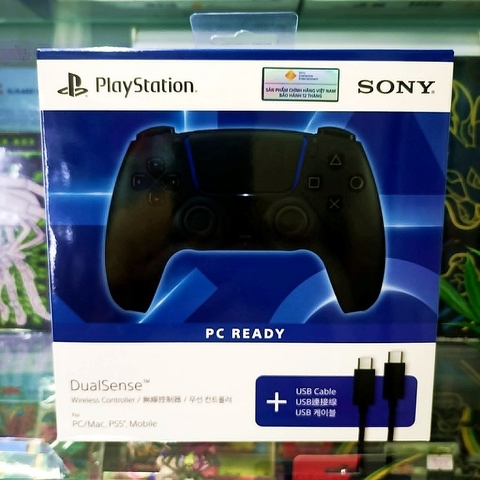 PlayStation
SẢN PHẨM CHÍNH HÃNG VIỆT NAM
BẢO HÀNH 12 THÁNG
SONY
PC READY
DualSense™
Wireless Controller / 無線控制器 / 무선 컨트롤러
For
PC/Mac, PS5, Mobile
+
USB Cable
USB連接線
USB 케이블